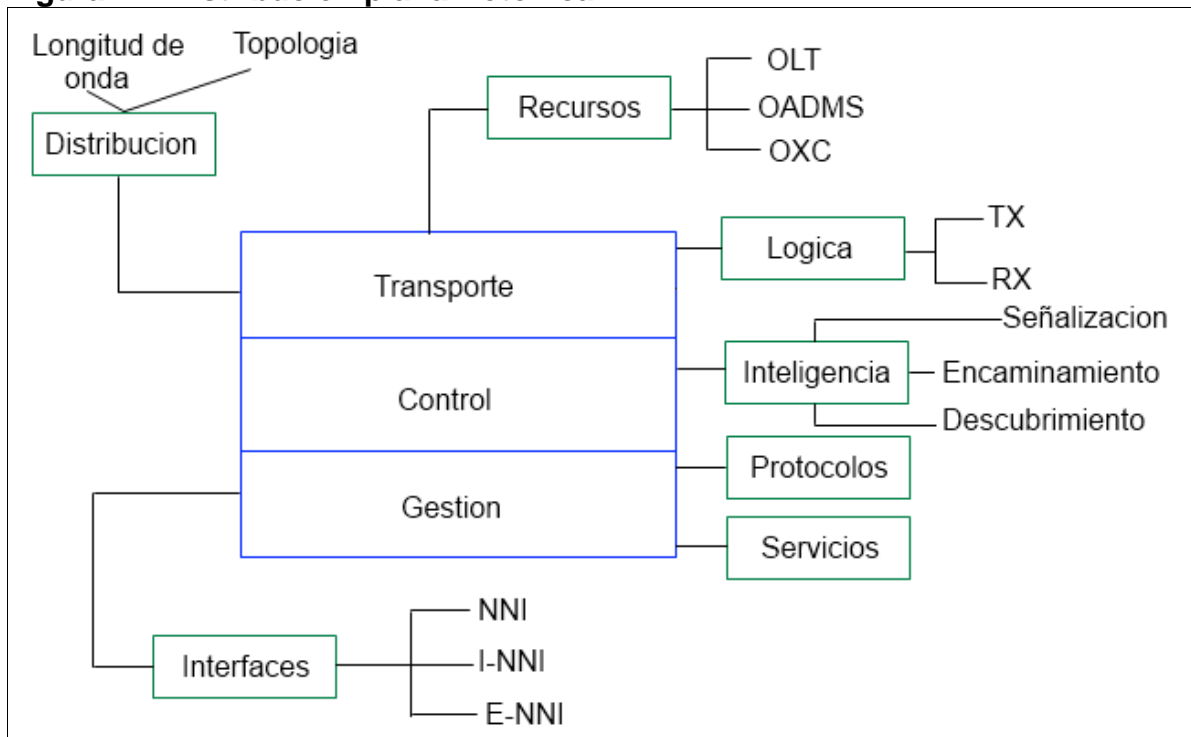 Longitud de
onda
Topologia
Distribucion
Recursos
OLT
OADMS
OXC
Transporte
Logica
TX
RX
Control
Inteligencia
Señalizacion
Encaminamiento
Descubrimiento
Gestion
Protocolos
Servicios
Interfaces
NNI
I-NNI
E-NNI